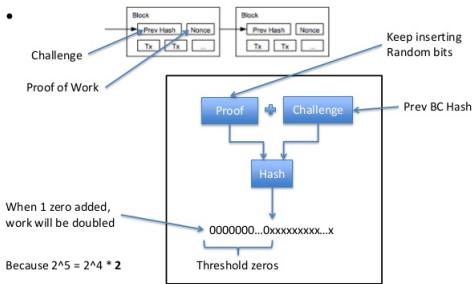 Block
Block
Prev Hash
Nonce
Prev Hash
Nonce
Tx
Tx
...
Tx
Tx
...
Challenge
Proof of Work
Keep inserting
Random bits
Proof
Challenge
Prev BC Hash
Hash
When 1 zero added,
work will be doubled
0000000...0xxxxxxxxx...x
Because 2^5 = 2^4 * 2
Threshold zeros